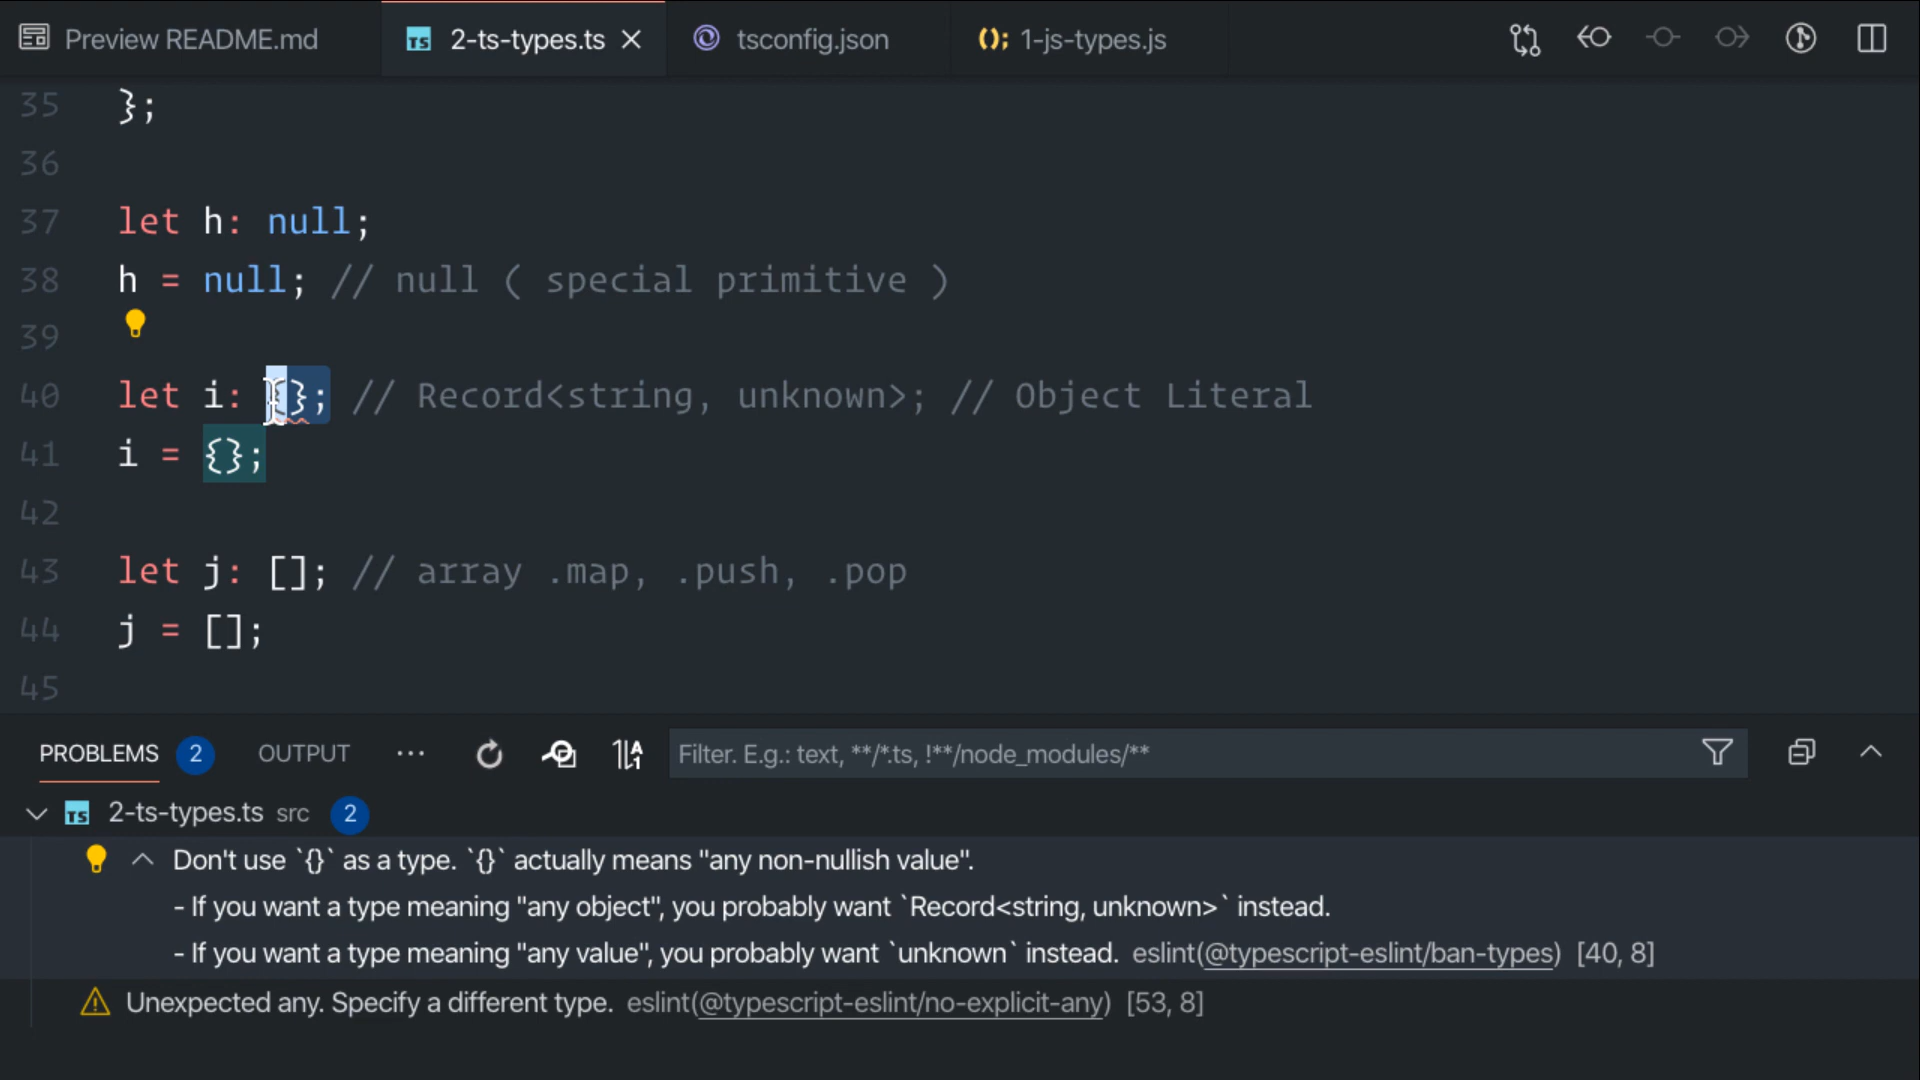 Preview README.md
TS 2-ts-types.ts
tsconfig.json
(); 1-js-types.js
35 };
36
37 let h: null;
38 h = null; // null ( special primitive )
39
40 let i: {}; // Record<string, unknown>; // Object Literal
41 i = {};
42
43 let j: []; // array .map, .push, .pop
44 j = [];
45
PROBLEMS 2 OUTPUT ··· Filter. E.g.: text, **/*.ts, !**/node_modules/**
TS 2-ts-types.ts src 2
Don't use `{}` as a type. `{}` actually means "any non-nullish value".
- If you want a type meaning "any object", you probably want `Record<string, unknown>` instead.
- If you want a type meaning "any value", you probably want `unknown` instead. eslint(@typescript-eslint/ban-types) [40, 8]
Unexpected any. Specify a different type. eslint(@typescript-eslint/no-explicit-any) [53, 8]